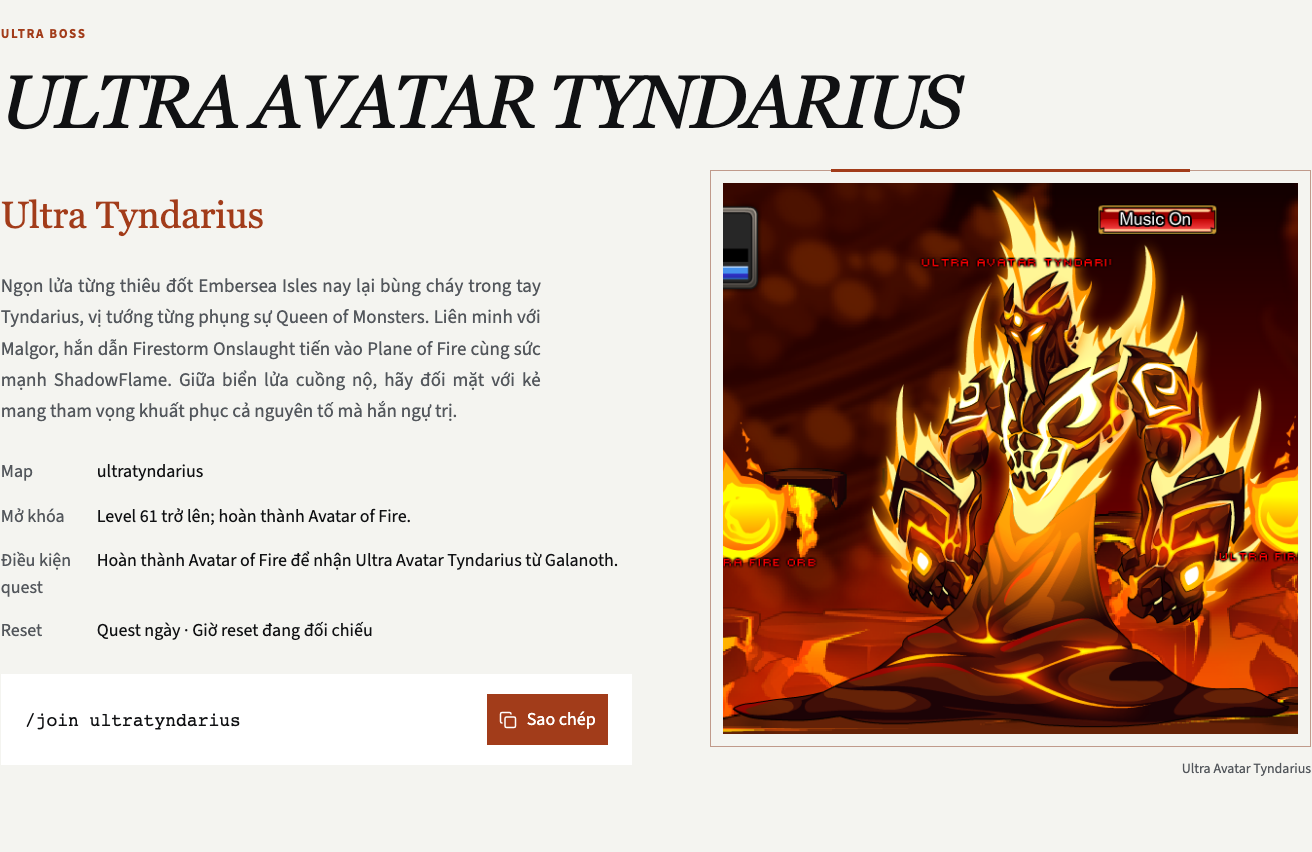 ULTRA BOSS
ULTRA AVATAR TYNDARIUS
Ultra Tyndarius
Ngọn lửa từng thiêu đốt Embersea Isles nay lại bùng cháy trong tay
Tyndarius, vị tướng từng phụng sự Queen of Monsters. Liên minh với
Malgor, hắn dẫn Firestorm Onslaught tiến vào Plane of Fire cùng sức
mạnh ShadowFlame. Giữa biển lửa cuồng nộ, hãy đối mặt với kẻ
mang tham vọng khuất phục cả nguyên tố mà hắn ngự trị.
Map ultratyndarius
Mở khóa Level 61 trở lên; hoàn thành Avatar of Fire.
Điều kiện quest Hoàn thành Avatar of Fire để nhận Ultra Avatar Tyndarius từ Galanoth.
Reset Quest ngày · Giờ reset đang đối chiếu
/join ultratyndarius
Sao chép
Music On
ULTRA AVATAR TYNDARI
RA FIRE ORB
ULTRA FIR
Ultra Avatar Tyndarius